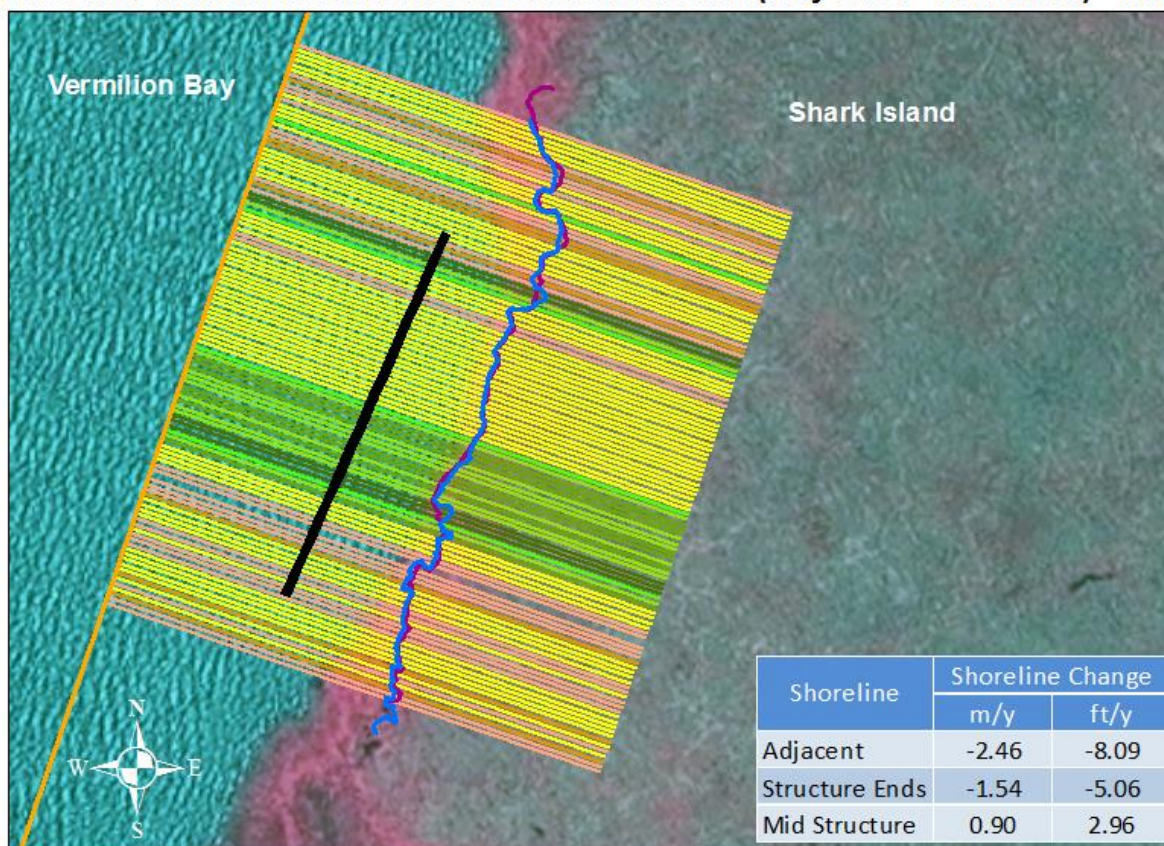 Vermilion Bay
Shark Island
N
W E
S
Shoreline Shoreline Change
m/y ft/y
Adjacent -2.46 -8.09
Structure Ends -1.54 -5.06
Mid Structure 0.90 2.96